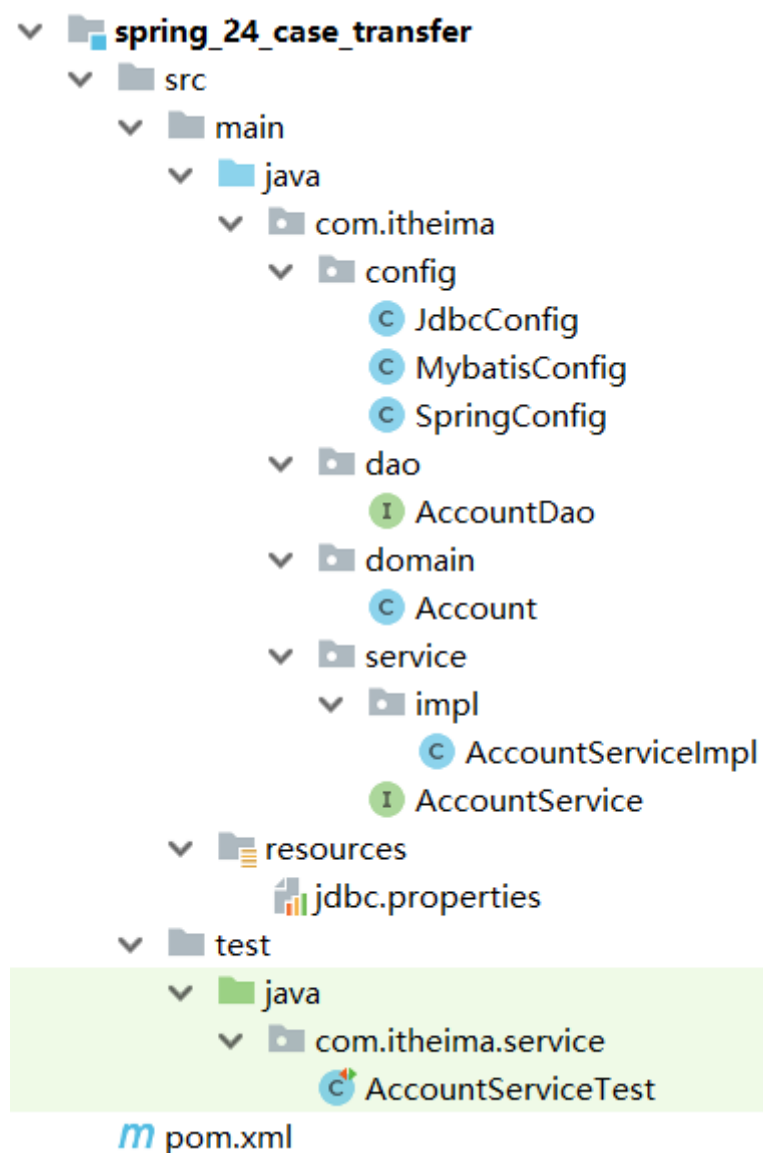 spring_24_case_transfer
src
main
java
com.itheima
config
C JdbcConfig
C MybatisConfig
C SpringConfig
dao
I AccountDao
domain
C Account
service
impl
C AccountServiceImpl
I AccountService
resources
jdbc.properties
test
java
com.itheima.service
C AccountServiceTest
m pom.xml